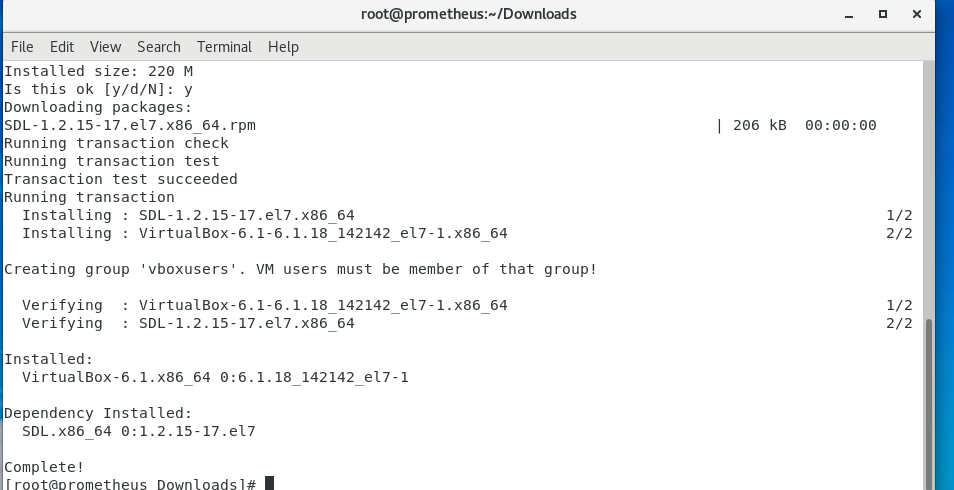 root@prometheus:~/Downloads
File Edit View Search Terminal Help
Installed size: 220 M
Is this ok [y/d/N]: y
Downloading packages:
SDL-1.2.15-17.el7.x86_64.rpm | 206 kB 00:00:00
Running transaction check
Running transaction test
Transaction test succeeded
Running transaction
Installing : SDL-1.2.15-17.el7.x86_64 1/2
Installing : VirtualBox-6.1-6.1.18_142142_el7-1.x86_64 2/2
Creating group 'vboxusers'. VM users must be member of that group!
Verifying : VirtualBox-6.1-6.1.18_142142_el7-1.x86_64 1/2
Verifying : SDL-1.2.15-17.el7.x86_64 2/2
Installed:
VirtualBox-6.1.x86_64 0:6.1.18_142142_el7-1
Dependency Installed:
SDL.x86_64 0:1.2.15-17.el7
Complete!
[root@prometheus Downloads]#